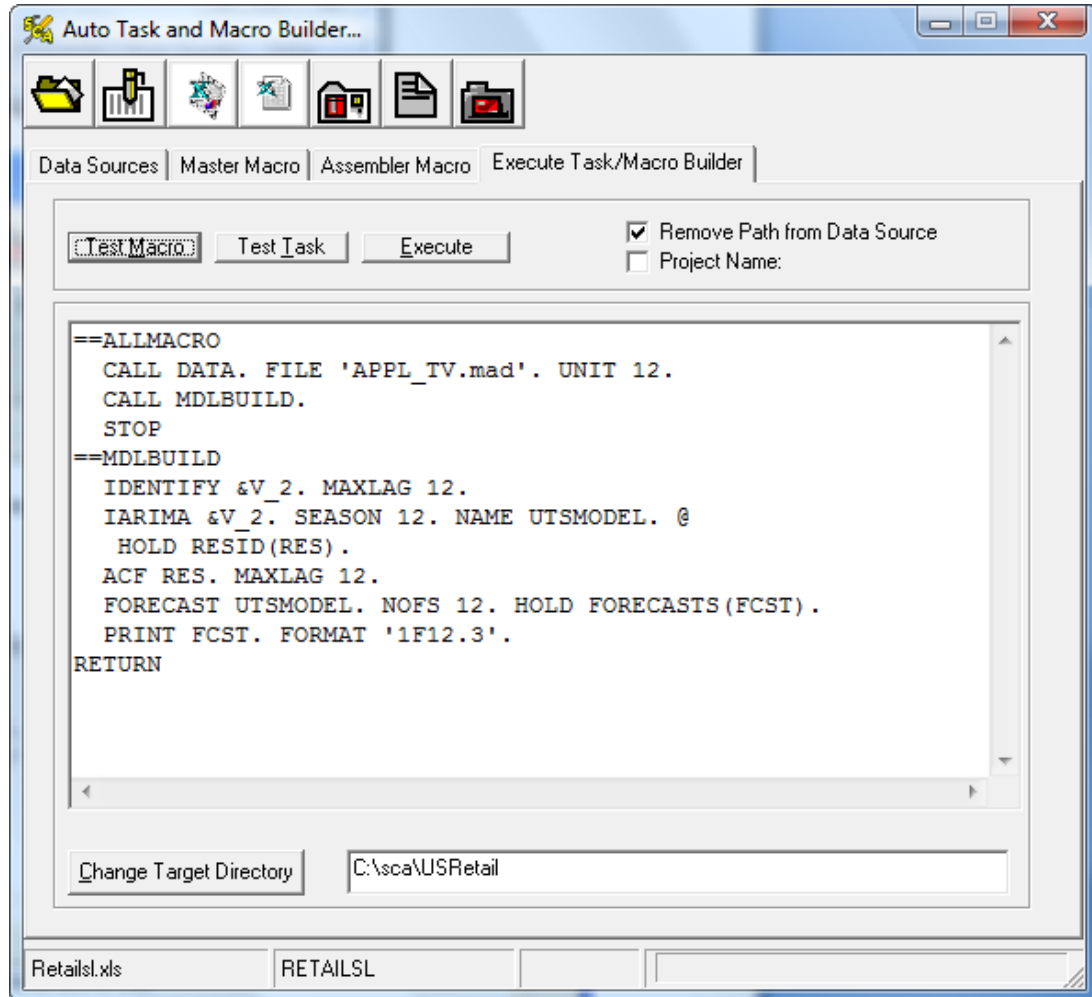 Auto Task and Macro Builder...
Data Sources Master Macro Assembler Macro Execute Task/Macro Builder
Test Macro Test Task Execute
Remove Path from Data Source
Project Name:
==ALLMACRO
  CALL DATA. FILE 'APPL_TV.mad'. UNIT 12.
  CALL MDLBUILD.
  STOP
==MDLBUILD
  IDENTIFY &V_2. MAXLAG 12.
  IARIMA &V_2. SEASON 12. NAME UTSMODEL. @
   HOLD RESID(RES).
  ACF RES. MAXLAG 12.
  FORECAST UTSMODEL. NOFS 12. HOLD FORECASTS(FCST).
  PRINT FCST. FORMAT '1F12.3'.
RETURN
Change Target Directory C:\sca\USRetail
Retailsl.xls RETAILSL